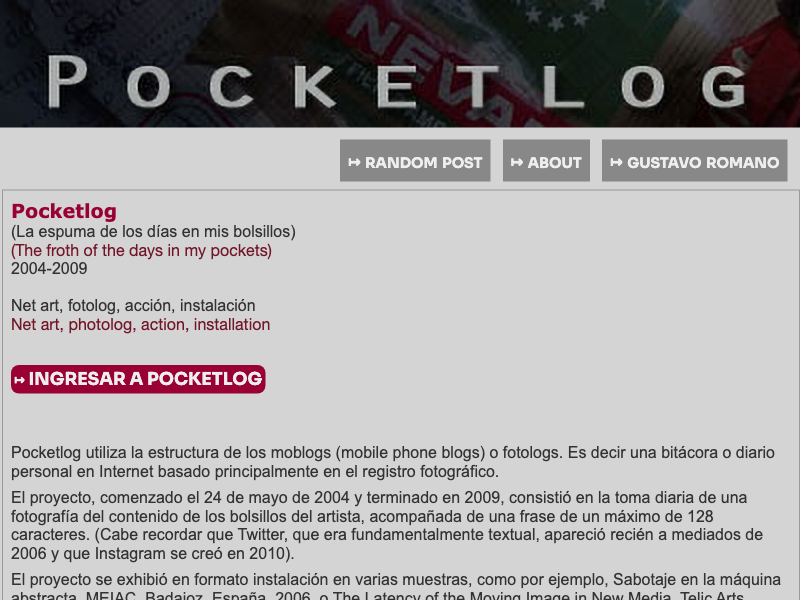 NEVA
POCKETLOG
↦ RANDOM POST
↦ ABOUT
↦ GUSTAVO ROMANO
Pocketlog
(La espuma de los días en mis bolsillos)
(The froth of the days in my pockets)
2004-2009
Net art, fotolog, acción, instalación
Net art, photolog, action, installation
↦ INGRESAR A POCKETLOG
Pocketlog utiliza la estructura de los moblogs (mobile phone blogs) o fotologs. Es decir una bitácora o diario
personal en Internet basado principalmente en el registro fotográfico.
El proyecto, comenzado el 24 de mayo de 2004 y terminado en 2009, consistió en la toma diaria de una
fotografía del contenido de los bolsillos del artista, acompañada de una frase de un máximo de 128
caracteres. (Cabe recordar que Twitter, que era fundamentalmente textual, apareció recién a mediados de
2006 y que Instagram se creó en 2010).
El proyecto se exhibió en formato instalación en varias muestras, como por ejemplo, Sabotaje en la máquina
abstracta, MEIAC, Badajoz, España, 2006, o The Latency of the Moving Image in New Media, Telic Arts